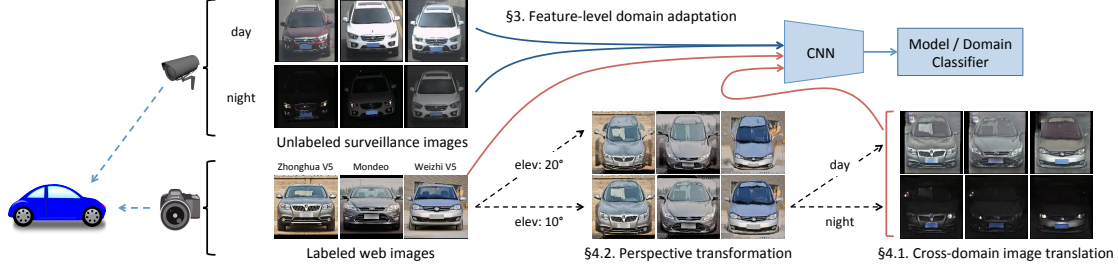 §3. Feature-level domain adaptation
day
night
CNN
Model / Domain
Classifier
Unlabeled surveillance images
Zhonghua V5 Mondeo Weizhi V5
elev: 20°
elev: 10°
day
night
Labeled web images
§4.2. Perspective transformation
§4.1. Cross-domain image translation